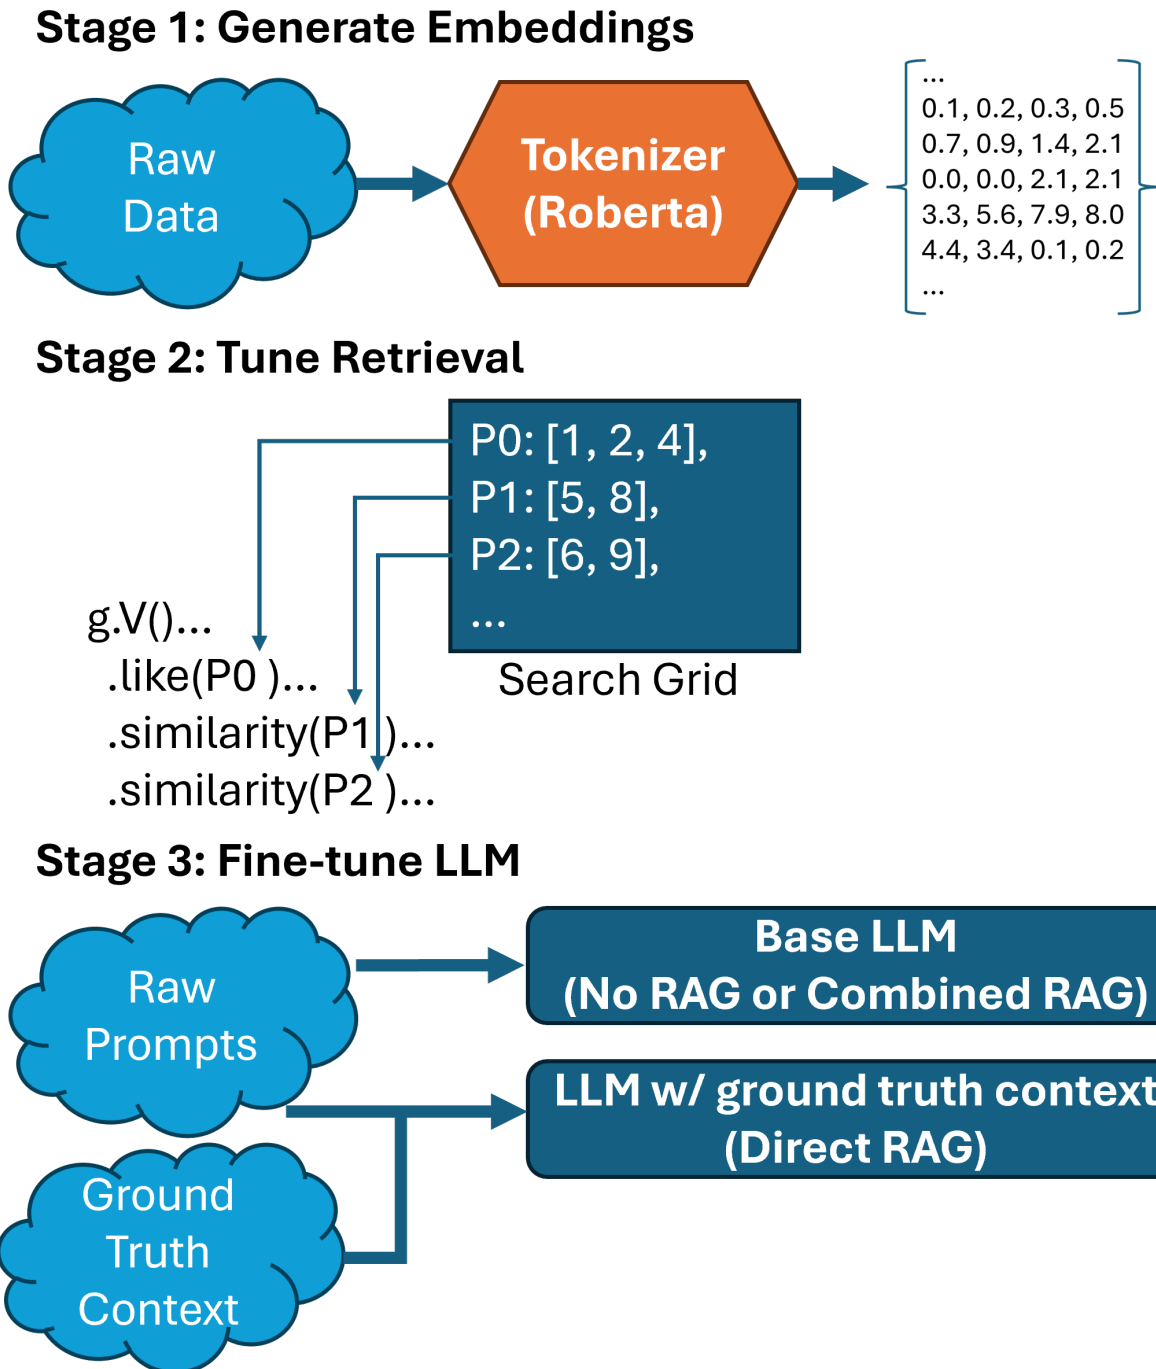 Stage 1: Generate Embeddings
Raw
Data
Tokenizer
(Roberta)
...
0.1, 0.2, 0.3, 0.5
0.7, 0.9, 1.4, 2.1
0.0, 0.0, 2.1, 2.1
3.3, 5.6, 7.9, 8.0
4.4, 3.4, 0.1, 0.2
...
Stage 2: Tune Retrieval
P0: [1, 2, 4],
P1: [5, 8],
P2: [6, 9],
...
Search Grid
g.V()...
.like(P0 )...
.similarity(P1 )...
.similarity(P2 )...
Stage 3: Fine-tune LLM
Raw
Prompts
Base LLM
(No RAG or Combined RAG)
LLM w/ ground truth context
(Direct RAG)
Ground
Truth
Context